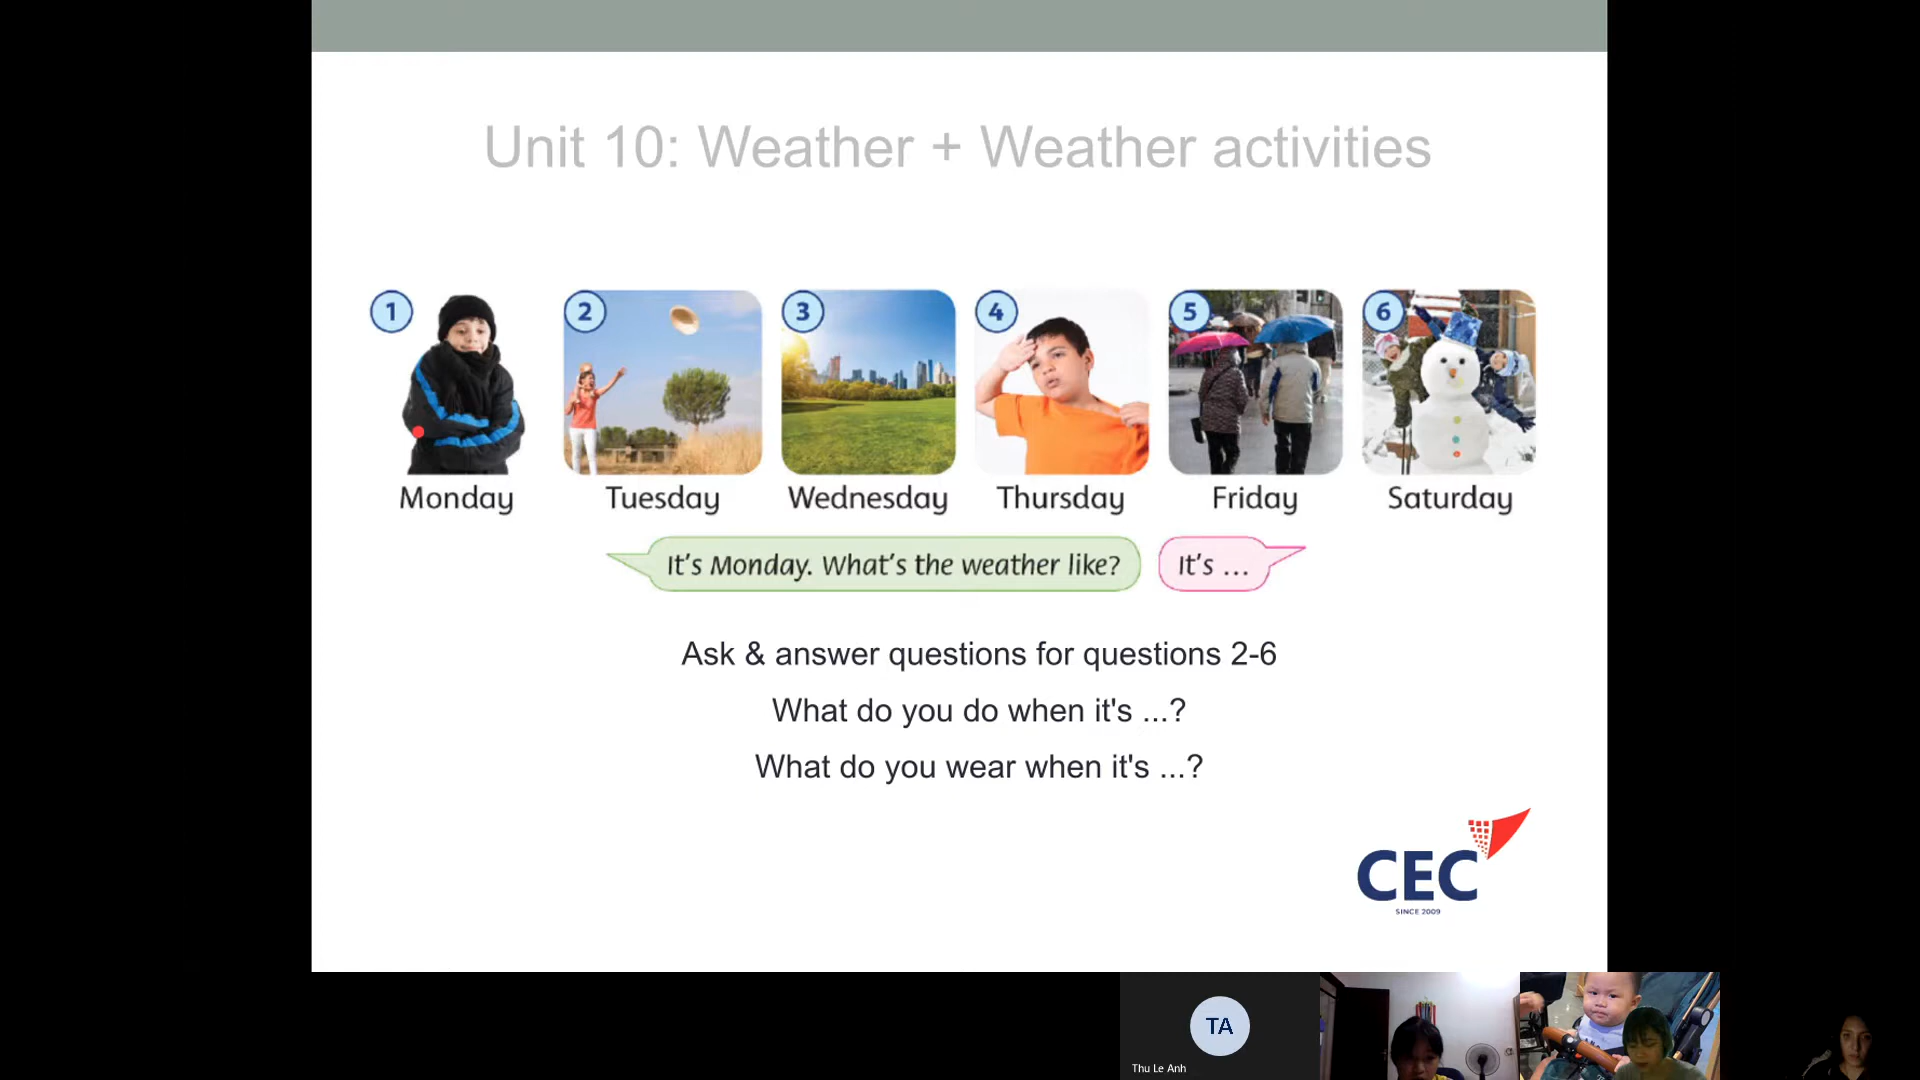 Unit 10: Weather + Weather activities
1 2 3 4 5 6
Monday Tuesday Wednesday Thursday Friday Saturday
It's Monday. What's the weather like? It's ...
Ask & answer questions for questions 2-6
What do you do when it's ...?
What do you wear when it's ...?
CEC
SINCE 2009
TA
Thu Le Anh